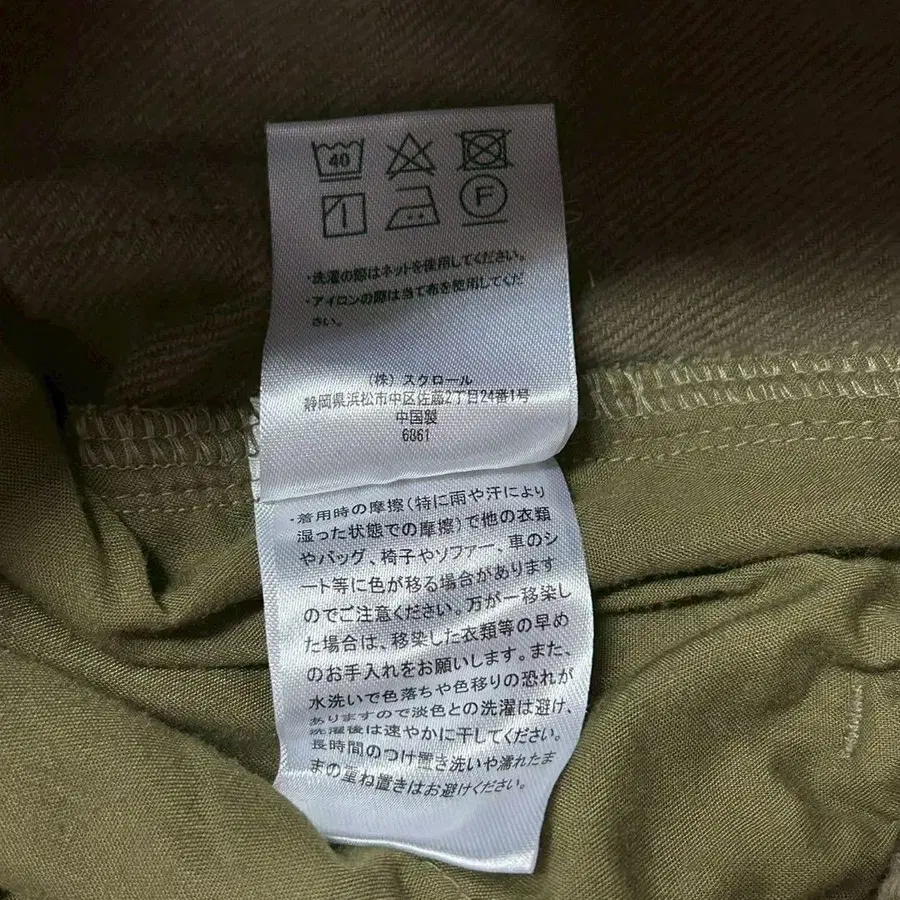 40
F
・洗濯の際はネットを使用してください。
・アイロンの際は当て布を使用してくだ
さい。
(株)スクロール
静岡県浜松市中区佐藤2丁目24番1号
中国製
6861
・着用時の摩擦(特に雨や汗により
湿った状態での摩擦)で他の衣類
やバッグ、椅子やソファー、車のシ
ート等に色が移る場合があります
のでご注意ください。万が一移染し
た場合は、移染した衣類等の早め
のお手入れをお願いします。また、
水洗いで色落ちや色移りの恐れが
ありますので淡色との洗濯は避け、
洗濯後は速やかに干してください。
長時間のつけ置き洗いや濡れたま
まの重ね置きはお避けください。